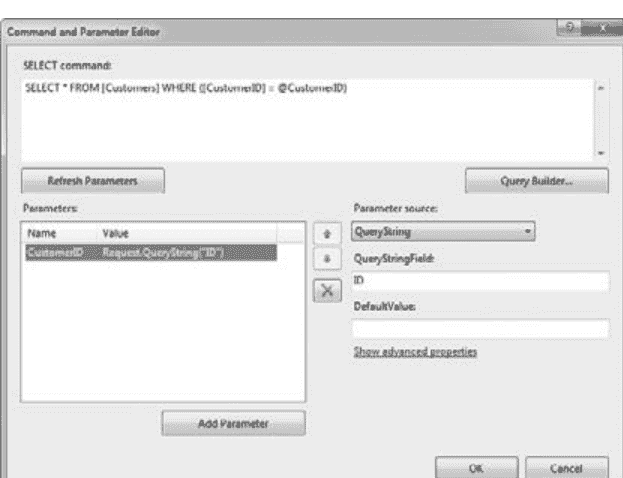 Command and Parameter Editor
SELECT command:
SELECT * FROM [Customers] WHERE ([CustomerID] = @CustomerID)
Refresh Parameters
Query Builder...
Parameters:
Name Value
CustomerID Request.QueryString("ID")
Add Parameter
Parameter source:
QueryString
QueryStringField:
ID
DefaultValue:
Show advanced properties
OK Cancel